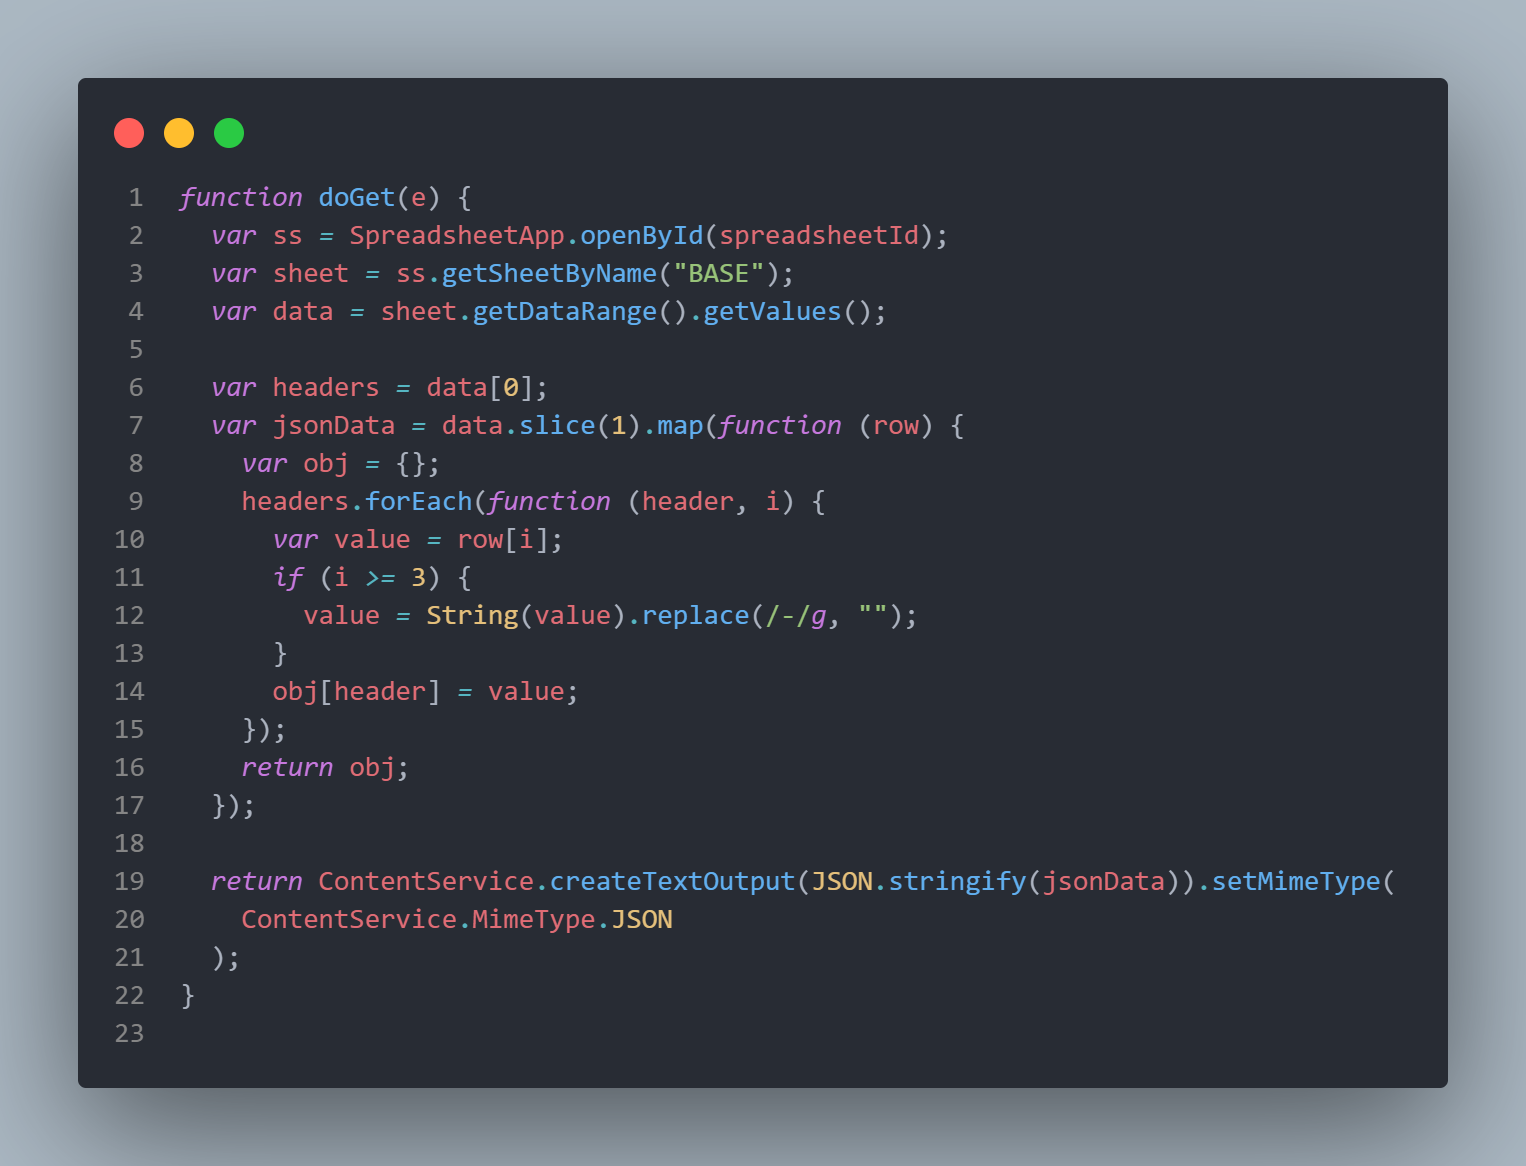 1 function doGet(e) {
2   var ss = SpreadsheetApp.openById(spreadsheetId);
3   var sheet = ss.getSheetByName("BASE");
4   var data = sheet.getDataRange().getValues();
5
6   var headers = data[0];
7   var jsonData = data.slice(1).map(function (row) {
8     var obj = {};
9     headers.forEach(function (header, i) {
10       var value = row[i];
11       if (i >= 3) {
12         value = String(value).replace(/-/g, "");
13       }
14       obj[header] = value;
15     });
16     return obj;
17   });
18
19   return ContentService.createTextOutput(JSON.stringify(jsonData)).setMimeType(
20     ContentService.MimeType.JSON
21   );
22 }
23